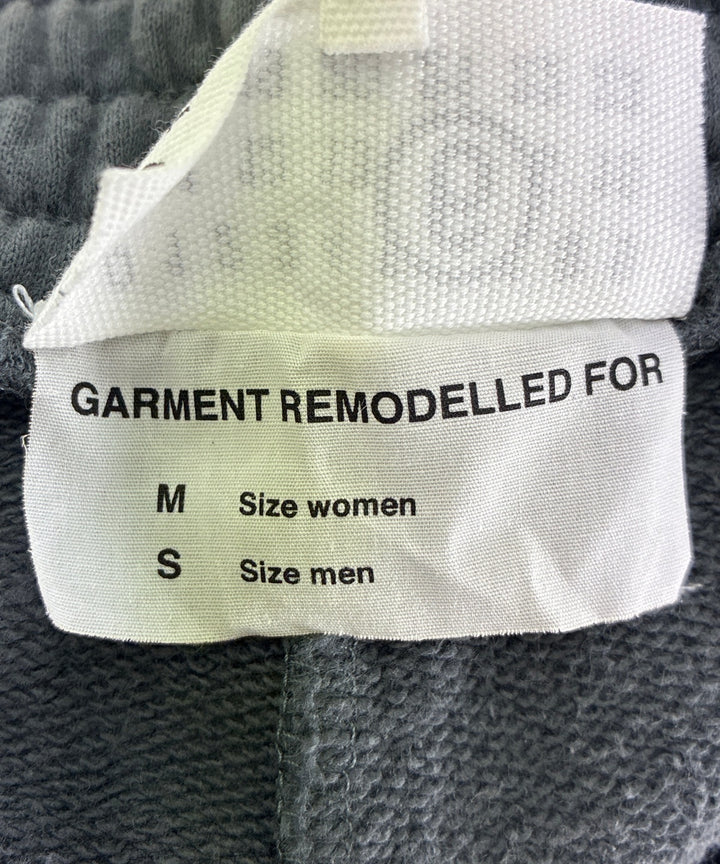 GARMENT REMODELLED FOR
M Size women
S Size men